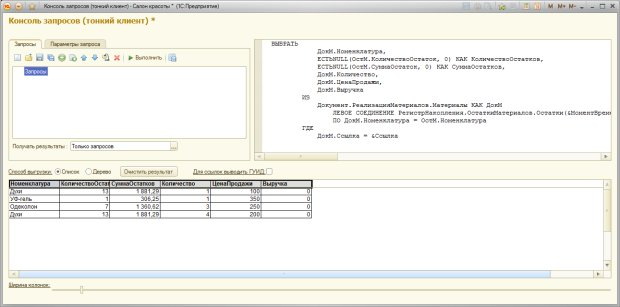 Консоль запросов (тонкий клиент) - Салон красоты * (1С:Предприятие)
M M+ M-
Консоль запросов (тонкий клиент) *
Запросы Параметры запроса
Выполнить
Запросы
Получать результаты: Только запросов ...
ВЫБРАТЬ
ДокМ.Номенклатура,
ЕСТЬNULL(ОстМ.КоличествоОстаток, 0) КАК КоличествоОстатков,
ЕСТЬNULL(ОстМ.СуммаОстаток, 0) КАК СуммаОстатков,
ДокМ.Количество,
ДокМ.ЦенаПродажи,
ДокМ.Выручка
ИЗ
Документ.РеализацияМатериалов.Материалы КАК ДокМ
ЛЕВОЕ СОЕДИНЕНИЕ РегистрНакопления.ОстаткиМатериалов.Остатки(&МоментВремен
ПО ДокМ.Номенклатура = ОстМ.Номенклатура
ГДЕ
ДокМ.Ссылка = &Ссылка
Способ выгрузки: Список Дерево Очистить результат Для ссылок выводить ГУИД:
Номенклатура КоличествоОстат СуммаОстатков Количество ЦенаПродажи Выручка
Духи 13 1 881,29 1 100 0
УФ-гель 1 306,25 1 350 0
Одеколон 7 1 360,62 3 250 0
Духи 13 1 881,29 4 200 0
Ширина колонок: